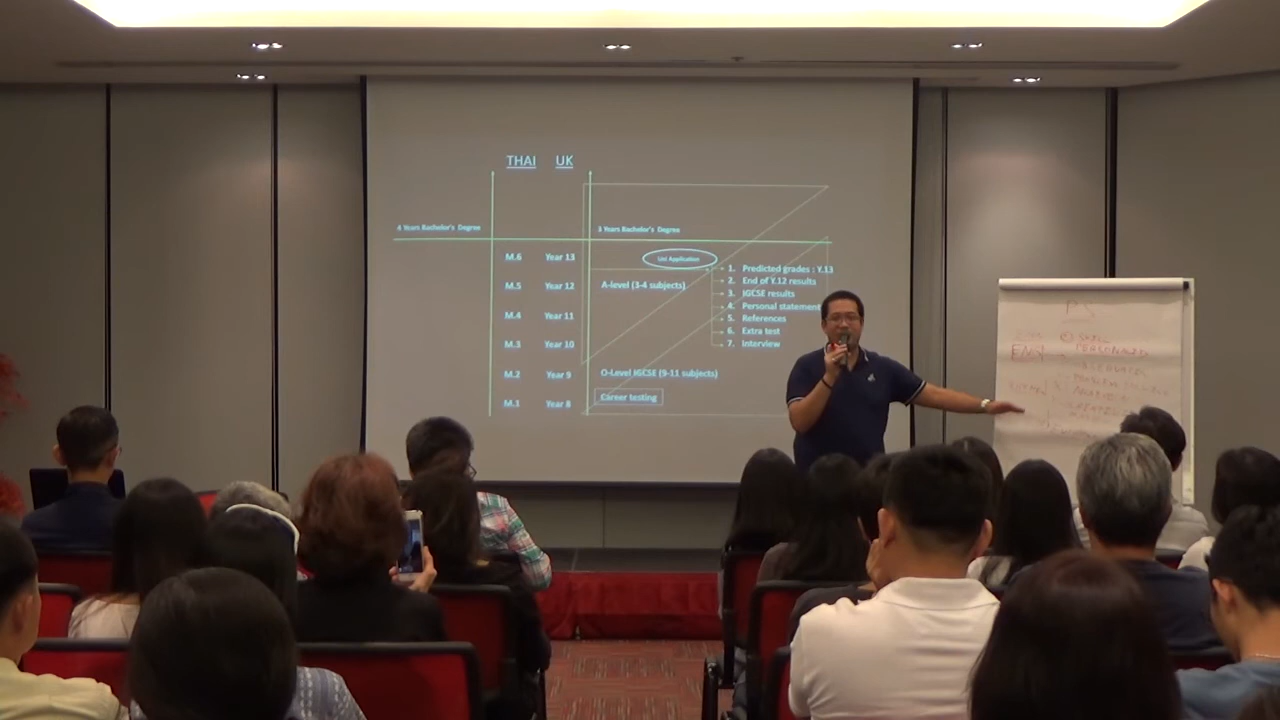 THAI UK
4 Years Bachelor's Degree 3 Years Bachelor's Degree
M.6 Year 13 Uni Application
1. Predicted grades : Y.13
M.5 Year 12 A-level (3-4 subjects)
2. End of Y.12 results
3. IGCSE results
4. Personal statement
M.4 Year 11
5. References
6. Extra test
M.3 Year 10
7. Interview
M.2 Year 9 O-Level IGCSE (9-11 subjects)
M.1 Year 8 Career testing
PS